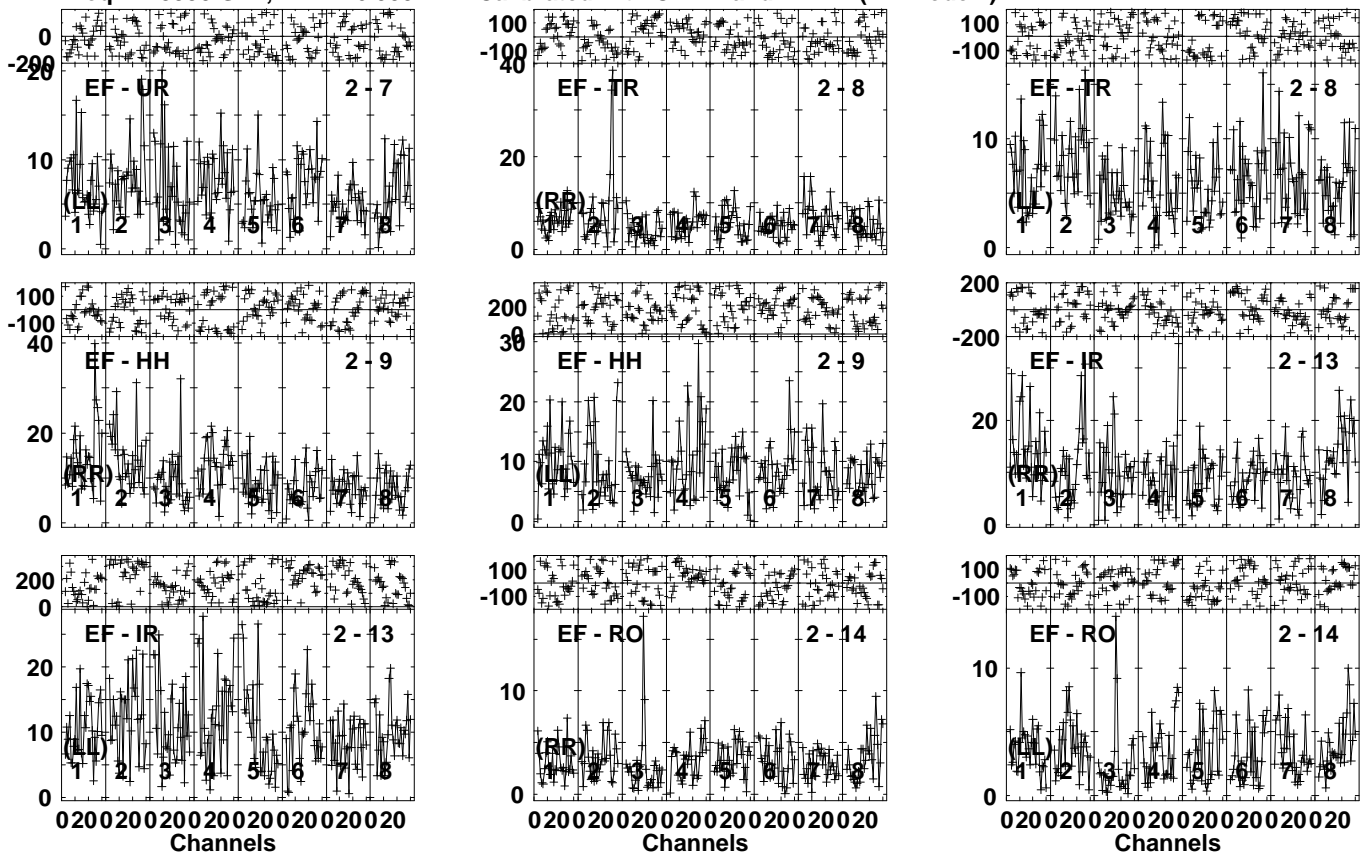 100 100
0
-200 -100 -100
20 EF - UR 2 - 7 40 EF - TR 2 - 8 EF - TR 2 - 8
10 20 10
(LL) 1 2 3 4 5 6 7 8 (RR) 1 2 3 4 5 6 7 8 (LL) 1 2 3 4 5 6 7 8
0 0 0
100 200 200
-100 0 -200
40 EF - HH 2 - 9 30 EF - HH 2 - 9 EF - IR 2 - 13
20 20 20
10
(RR) 1 2 3 4 5 6 7 8 (LL) 1 2 3 4 5 6 7 8 (RR) 1 2 3 4 5 6 7 8
0 0 0
200 100 100
0 -100 -100
EF - IR 2 - 13 EF - RO 2 - 14 EF - RO 2 - 14
20 10 10
10
(LL) 1 2 3 4 5 6 7 8 (RR) 1 2 3 4 5 6 7 8 (LL) 1 2 3 4 5 6 7 8
0 0 0
020020020020020020020020 020020020020020020020020 020020020020020020020020
Channels Channels Channels